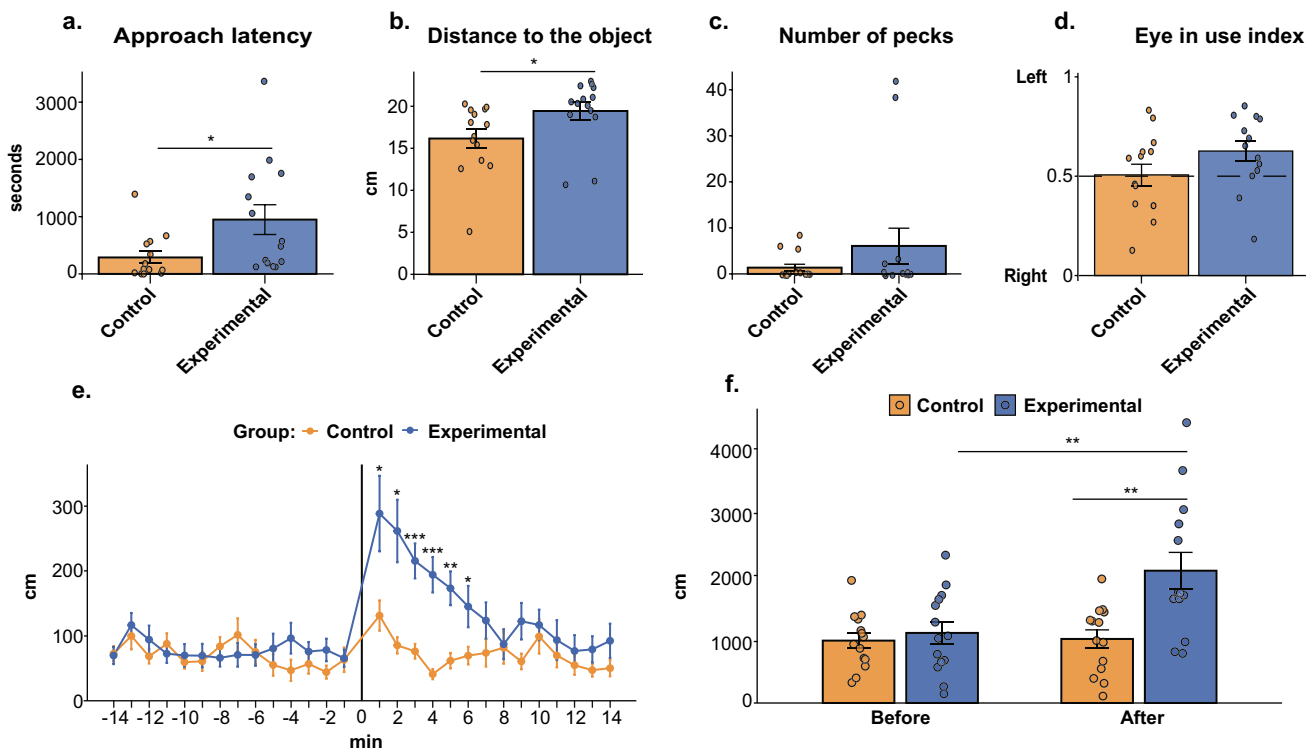 a.
Approach latency
seconds
3000
2000
1000
0
*
Control
Experimental
b.
Distance to the object
cm
20
15
10
5
0
*
Control
Experimental
c.
Number of pecks
40
30
20
10
0
Control
Experimental
d.
Eye in use index
Left
1
0.5
Right
0
Control
Experimental
e.
Group: Control Experimental
cm
300
200
100
0
* * *** *** ** *
-14 -12 -10 -8 -6 -4 -2 0 2 4 6 8 10 12 14
min
f.
Control Experimental
cm
4000
3000
2000
1000
0
**
**
Before After